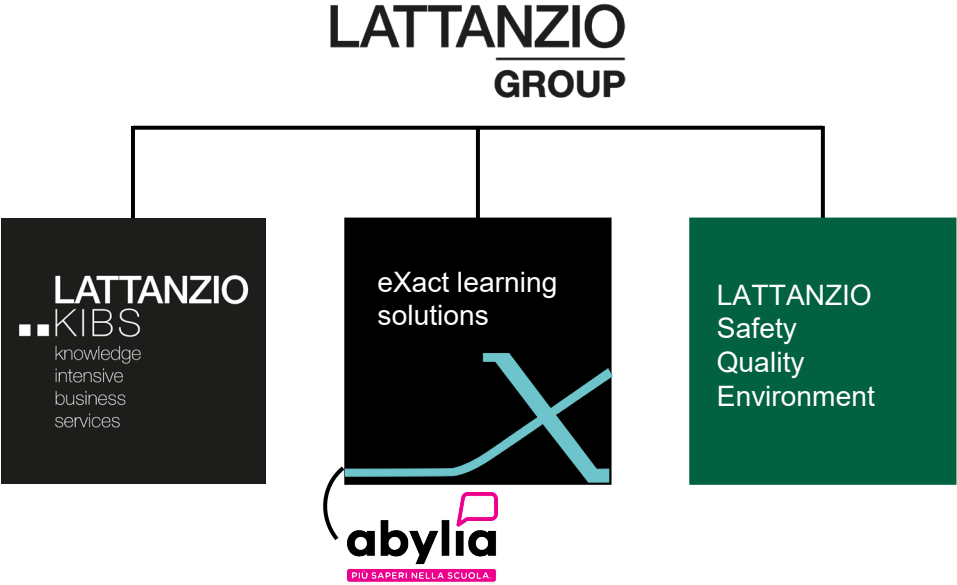 LATTANZIO
GROUP
LATTANZIO
KIBS
knowledge
intensive
business
services
eXact learning
solutions
LATTANZIO
Safety
Quality
Environment
abylia
PIÙ SAPERI NELLA SCUOLA.